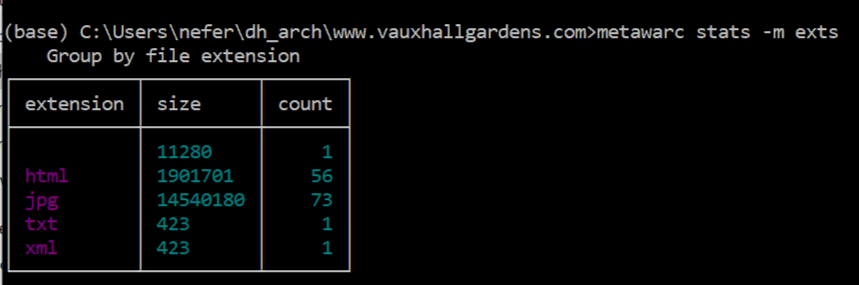 (base) C:\Users\nefer\dh_arch\www.vauxhallgardens.com>metawarc stats -m exts
Group by file extension
extension size count
11280 1
html 1901701 56
jpg 14540180 73
txt 423 1
xml 423 1